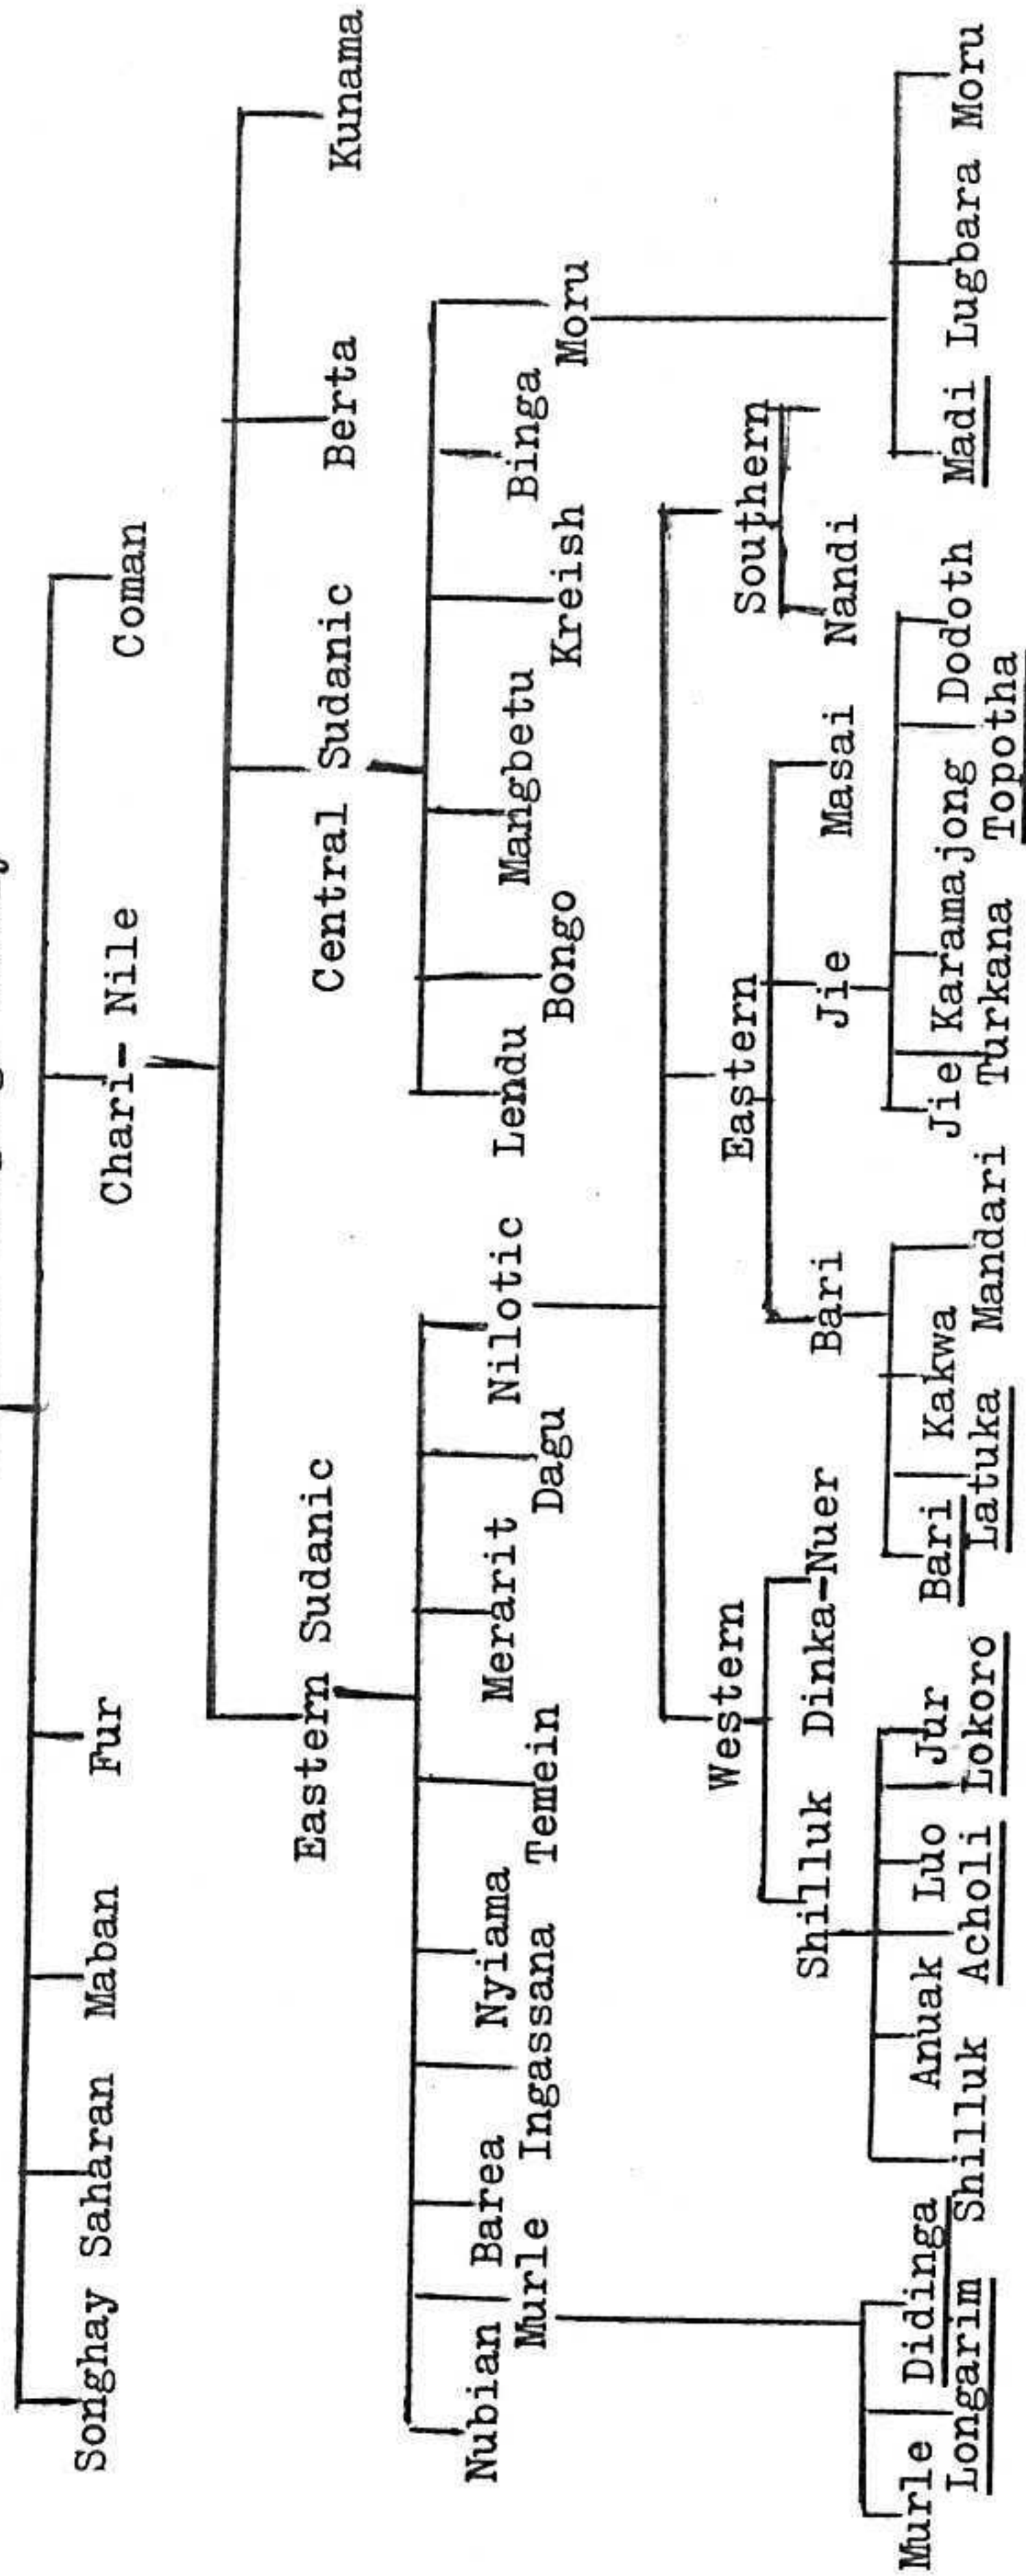 Songhay Saharan Maban Fur Chari-Nile Coman
Eastern Sudanic Central Sudanic Berta Kunama
Nubian Barea Nyiama Merarit Nilotic Lendu Mangbetu Binga
Murle Ingassana Temein Dagu Bongo Kreish Moru
Western Eastern Southern
Shilluk Dinka-Nuer Bari Jie Masai Nandi
Murle Didinga Anuak Luo Jur Bari Kakwa Jie Karamajong Dodoth Madi Lugbara Moru
Longarim Shilluk Acholi Lokoro Latuka Mandari Turkana Topotha